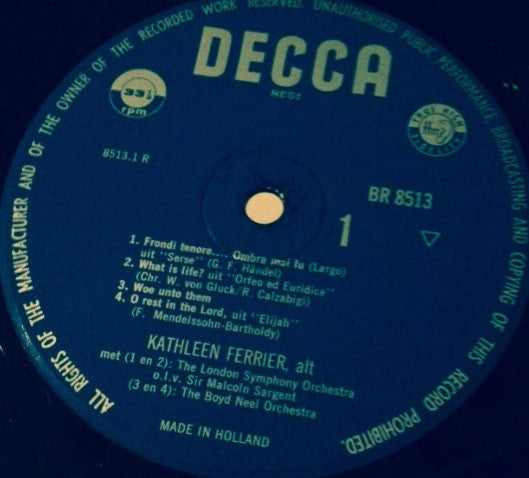 ALL RIGHTS OF THE MANUFACTURER AND OF THE OWNER OF THE RECORDED WORK RESERVED. UNAUTHORISED PUBLIC PERFORMANCE, BROADCASTING AND COPYING OF THIS RECORD PROHIBITED.
DECCA
REGD
33⅓
rpm
8513.1 R
BR 8513
1
1. Frondi tenore.... Ombra mai fu (Largo)
uit "Serse" (G. F. Händel)
2. What is life? uit "Orfeo ed Euridice"
(Chr. W. von Gluck/R. Calzabigi)
3. Woe unto them
4. O rest in the Lord, uit "Elijah"
(F. Mendelssohn-Bartholdy)
KATHLEEN FERRIER, alt
met (1 en 2): The London Symphony Orchestra
o.l.v. Sir Malcoln Sargent
(3 en 4): The Boyd Neel Orchestra
MADE IN HOLLAND